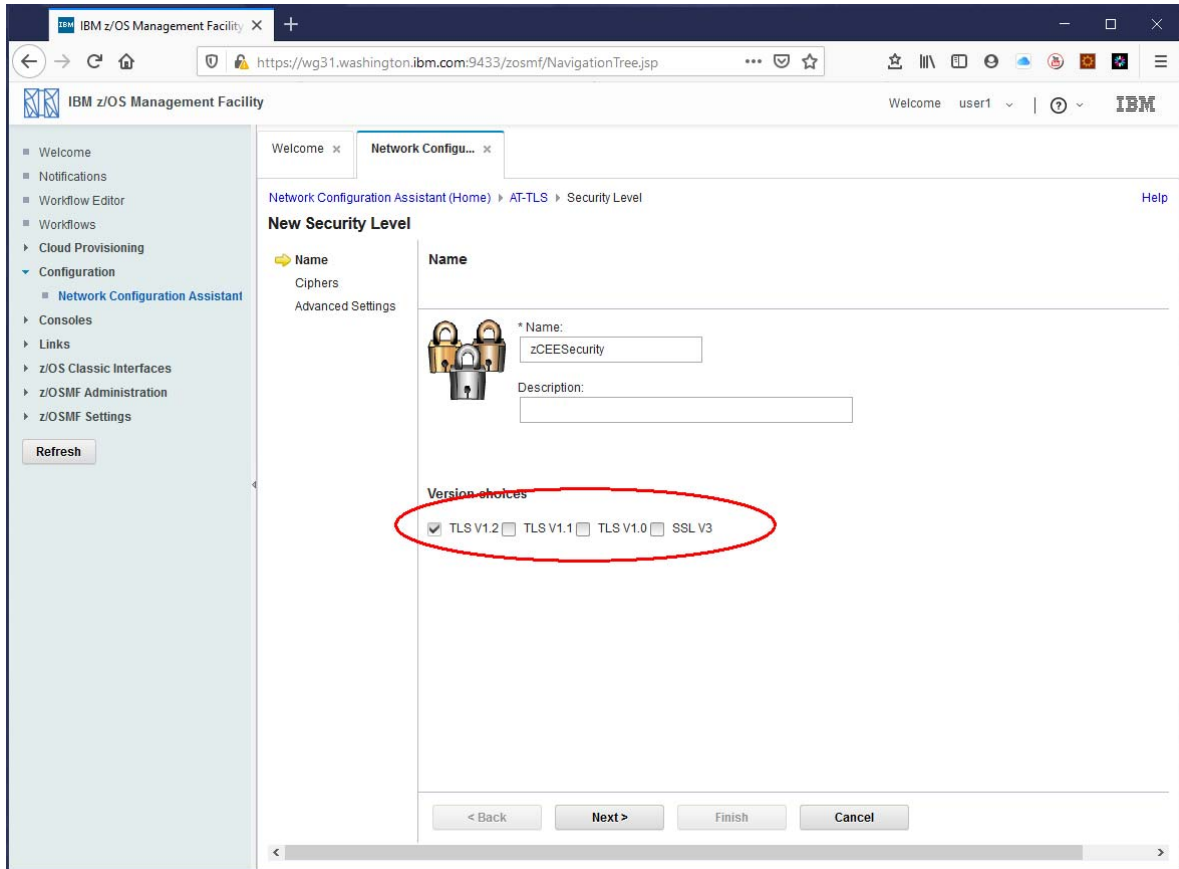 IBM IBM z/OS Management Facility
https://wg31.washington.ibm.com:9433/zosmf/NavigationTree.jsp
IBM z/OS Management Facility
Welcome user1
IBM
Welcome
Notifications
Workflow Editor
Workflows
Cloud Provisioning
Configuration
Network Configuration Assistant
Consoles
Links
z/OS Classic Interfaces
z/OSMF Administration
z/OSMF Settings
Refresh
Welcome
Network Configu...
Network Configuration Assistant (Home) AT-TLS Security Level
Help
New Security Level
Name
Ciphers
Advanced Settings
Name
* Name:
zCEESecurity
Description:
Version choices
TLS V1.2 TLS V1.1 TLS V1.0 SSL V3
< Back Next > Finish Cancel